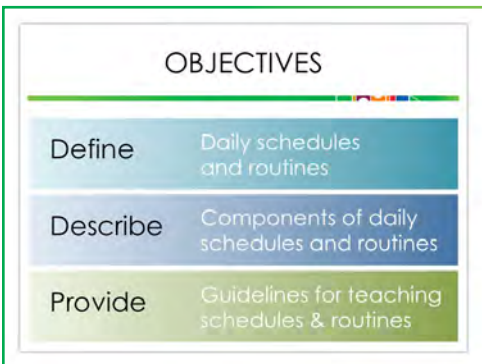 OBJECTIVES
Define
Daily schedules
and routines
Describe
Components of daily
schedules and routines
Provide
Guidelines for teaching
schedules & routines